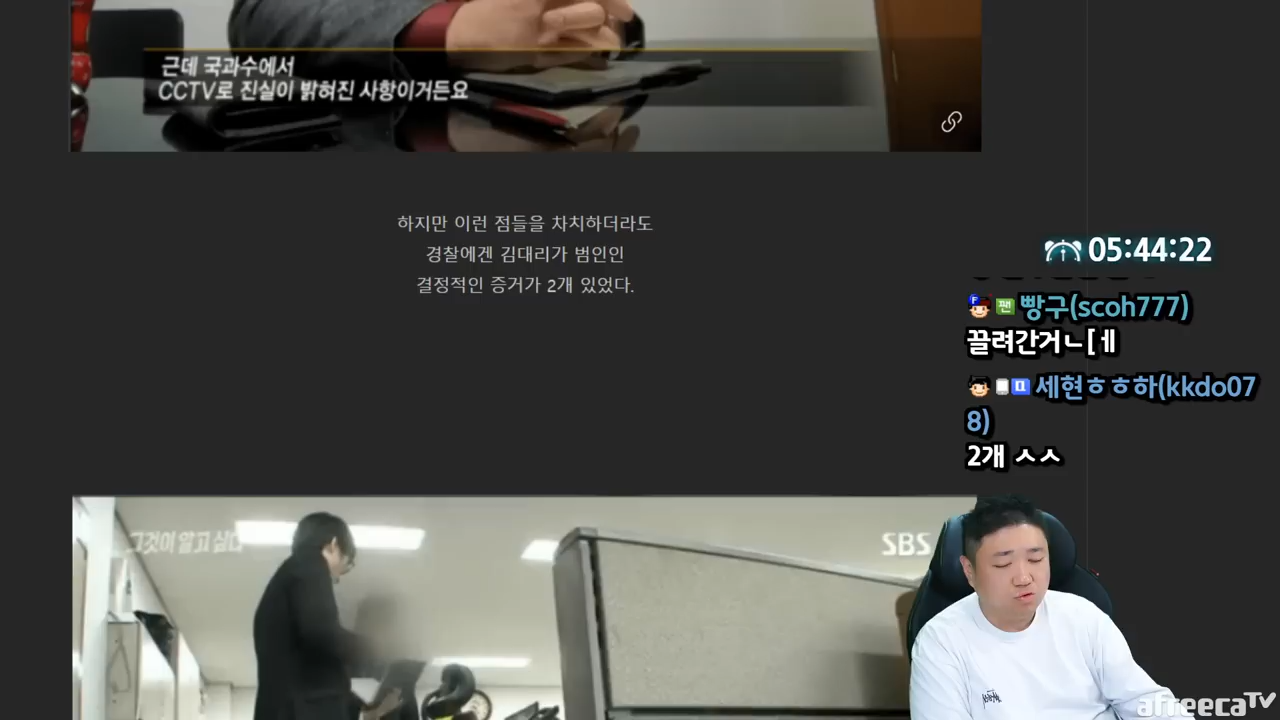 근데 국과수에서
CCTV로 진실이 밝혀진 사항이거든요
하지만 이런 점들을 차치하더라도
경찰에겐 김대리가 범인인
결정적인 증거가 2개 있었다.
05:44:22
F 팬 빵구(scoh777)
끌려간거ㄴ[ㅔ
세현ㅎㅎ하(kkdo07
8)
2개 ㅅㅅ
그것이 알고 싶다
SBS
afreecaTV